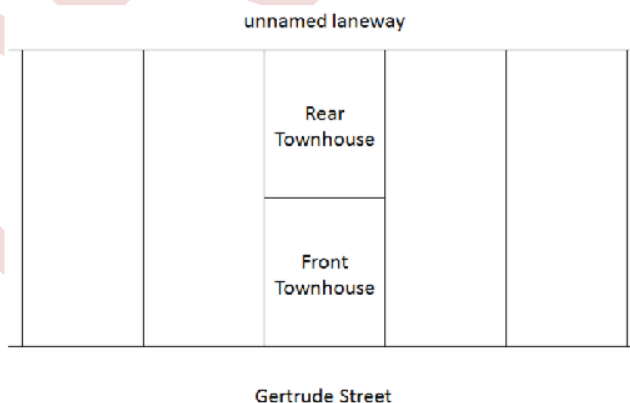 unnamed laneway
Rear
Townhouse
Front
Townhouse
Gertrude Street